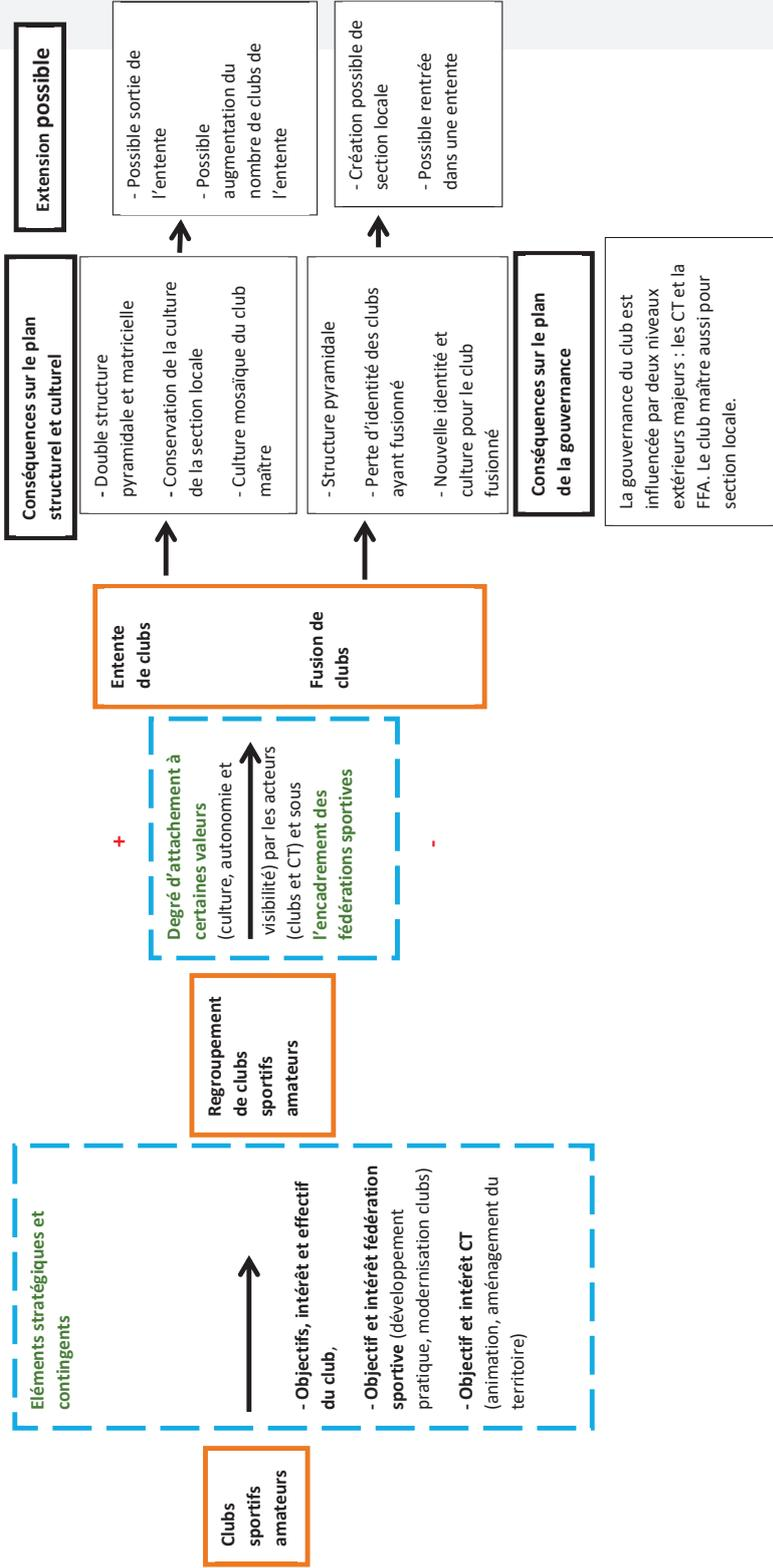 Clubs
sportifs
amateurs
Eléments stratégiques et
contingents
- Objectifs, intérêt et effectif
du club,
- Objectif et intérêt fédération
sportive (développement
pratique, modernisation clubs)
- Objectif et intérêt CT
(animation, aménagement du
territoire)
Regroupement
de clubs
sportifs
amateurs
+
Degré d'attachement à
certaines valeurs
(culture, autonomie et
visibilité) par les acteurs
(clubs et CT) et sous
l'encadrement des
fédérations sportives
-
Entente
de clubs
Fusion de
clubs
Conséquences sur le plan
structurel et culturel
- Double structure
pyramidale et matricielle
- Conservation de la culture
de la section locale
- Culture mosaïque du club
maître
- Structure pyramidale
- Perte d'identité des clubs
ayant fusionné
- Nouvelle identité et
culture pour le club
fusionné
Conséquences sur le plan
de la gouvernance
La gouvernance du club est
influencée par deux niveaux
extérieurs majeurs : les CT et la
FFA. Le club maître aussi pour
section locale.
Extension possible
- Possible sortie de
l'entente
- Possible
augmentation du
nombre de clubs de
l'entente
- Création possible de
section locale
- Possible rentrée
dans une entente